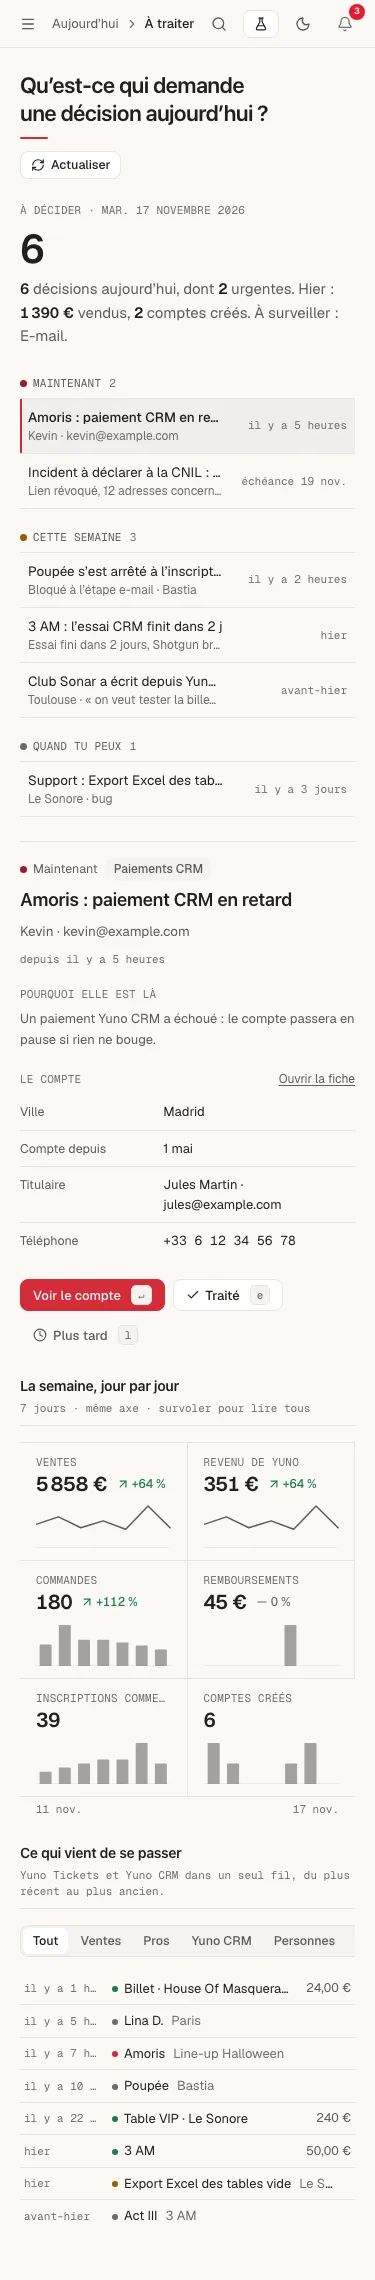 Aujourd’hui > À traiter
3
Qu’est-ce qui demande
une décision aujourd’hui ?
Actualiser
À DÉCIDER · MAR. 17 NOVEMBRE 2026
6
6 décisions aujourd’hui, dont 2 urgentes. Hier :
1 390 € vendus, 2 comptes créés. À surveiller :
E-mail.
MAINTENANT 2
Amoris : paiement CRM en re…
Kevin · kevin@example.com
il y a 5 heures
Incident à déclarer à la CNIL : …
Lien révoqué, 12 adresses concern…
échéance 19 nov.
CETTE SEMAINE 3
Poupée s’est arrêté à l’inscript…
Bloqué à l’étape e-mail · Bastia
il y a 2 heures
3 AM : l’essai CRM finit dans 2 j
Essai fini dans 2 jours, Shotgun br…
hier
Club Sonar a écrit depuis Yun…
Toulouse · « on veut tester la bille…
avant-hier
QUAND TU PEUX 1
Support : Export Excel des tab…
Le Sonore · bug
il y a 3 jours
Maintenant Paiements CRM
Amoris : paiement CRM en retard
Kevin · kevin@example.com
depuis il y a 5 heures
POURQUOI ELLE EST LÀ
Un paiement Yuno CRM a échoué : le compte passera en
pause si rien ne bouge.
LE COMPTE Ouvrir la fiche
Ville Madrid
Compte depuis 1 mai
Titulaire Jules Martin ·
jules@example.com
Téléphone +33 6 12 34 56 78
Voir le compte ↵
Traité e
Plus tard l
La semaine, jour par jour
7 jours · même axe · survoler pour lire tous
VENTES
5 858 € +64 %
REVENU DE YUNO
351 € +64 %
COMMANDES
180 +112 %
REMBOURSEMENTS
45 € — 0 %
INSCRIPTIONS COMME…
39
COMPTES CRÉÉS
6
11 nov. 17 nov.
Ce qui vient de se passer
Yuno Tickets et Yuno CRM dans un seul fil, du plus
récent au plus ancien.
Tout Ventes Pros Yuno CRM Personnes
il y a 1 h… Billet · House Of Masquera… 24,00 €
il y a 5 h… Lina D. Paris
il y a 7 h… Amoris Line-up Halloween
il y a 10 … Poupée Bastia
il y a 22 … Table VIP · Le Sonore 240 €
hier 3 AM 50,00 €
hier Export Excel des tables vide Le S…
avant-hier Act III 3 AM